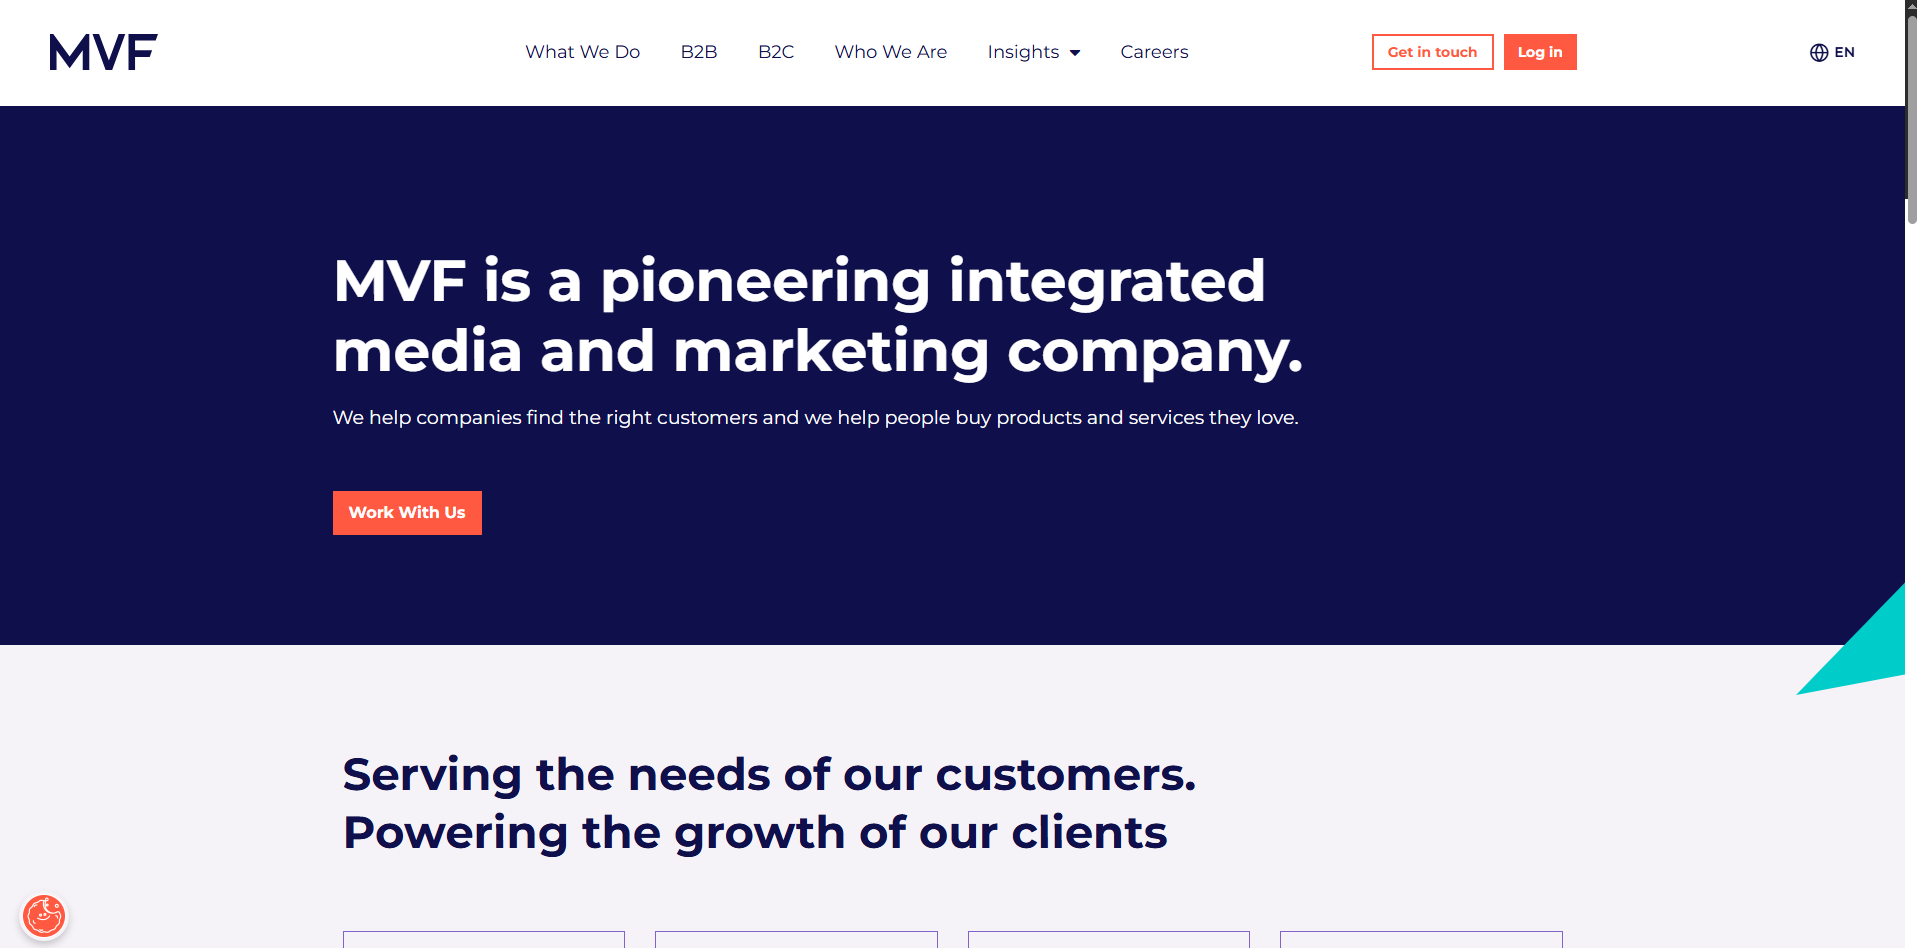 MVF
What We Do
B2B
B2C
Who We Are
Insights
Careers
Get in touch
Log in
EN
MVF is a pioneering integrated
media and marketing company.
We help companies find the right customers and we help people buy products and services they love.
Work With Us
Serving the needs of our customers.
Powering the growth of our clients